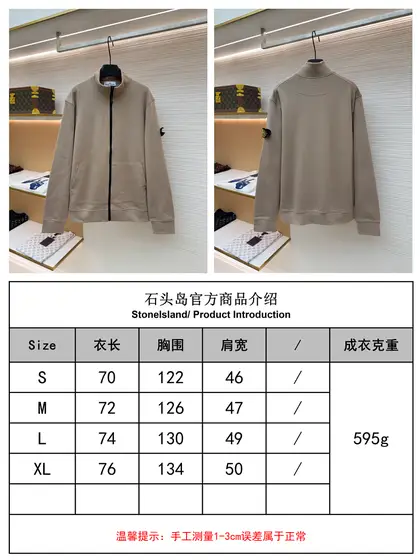 石头岛官方商品介绍
StoneIsland/ Product Introduction
Size 衣长 胸围 肩宽 / 成衣克重
S 70 122 46 /
M 72 126 47 /
L 74 130 49 / 595g
XL 76 134 50 /
温馨提示：手工测量1-3cm误差属于正常